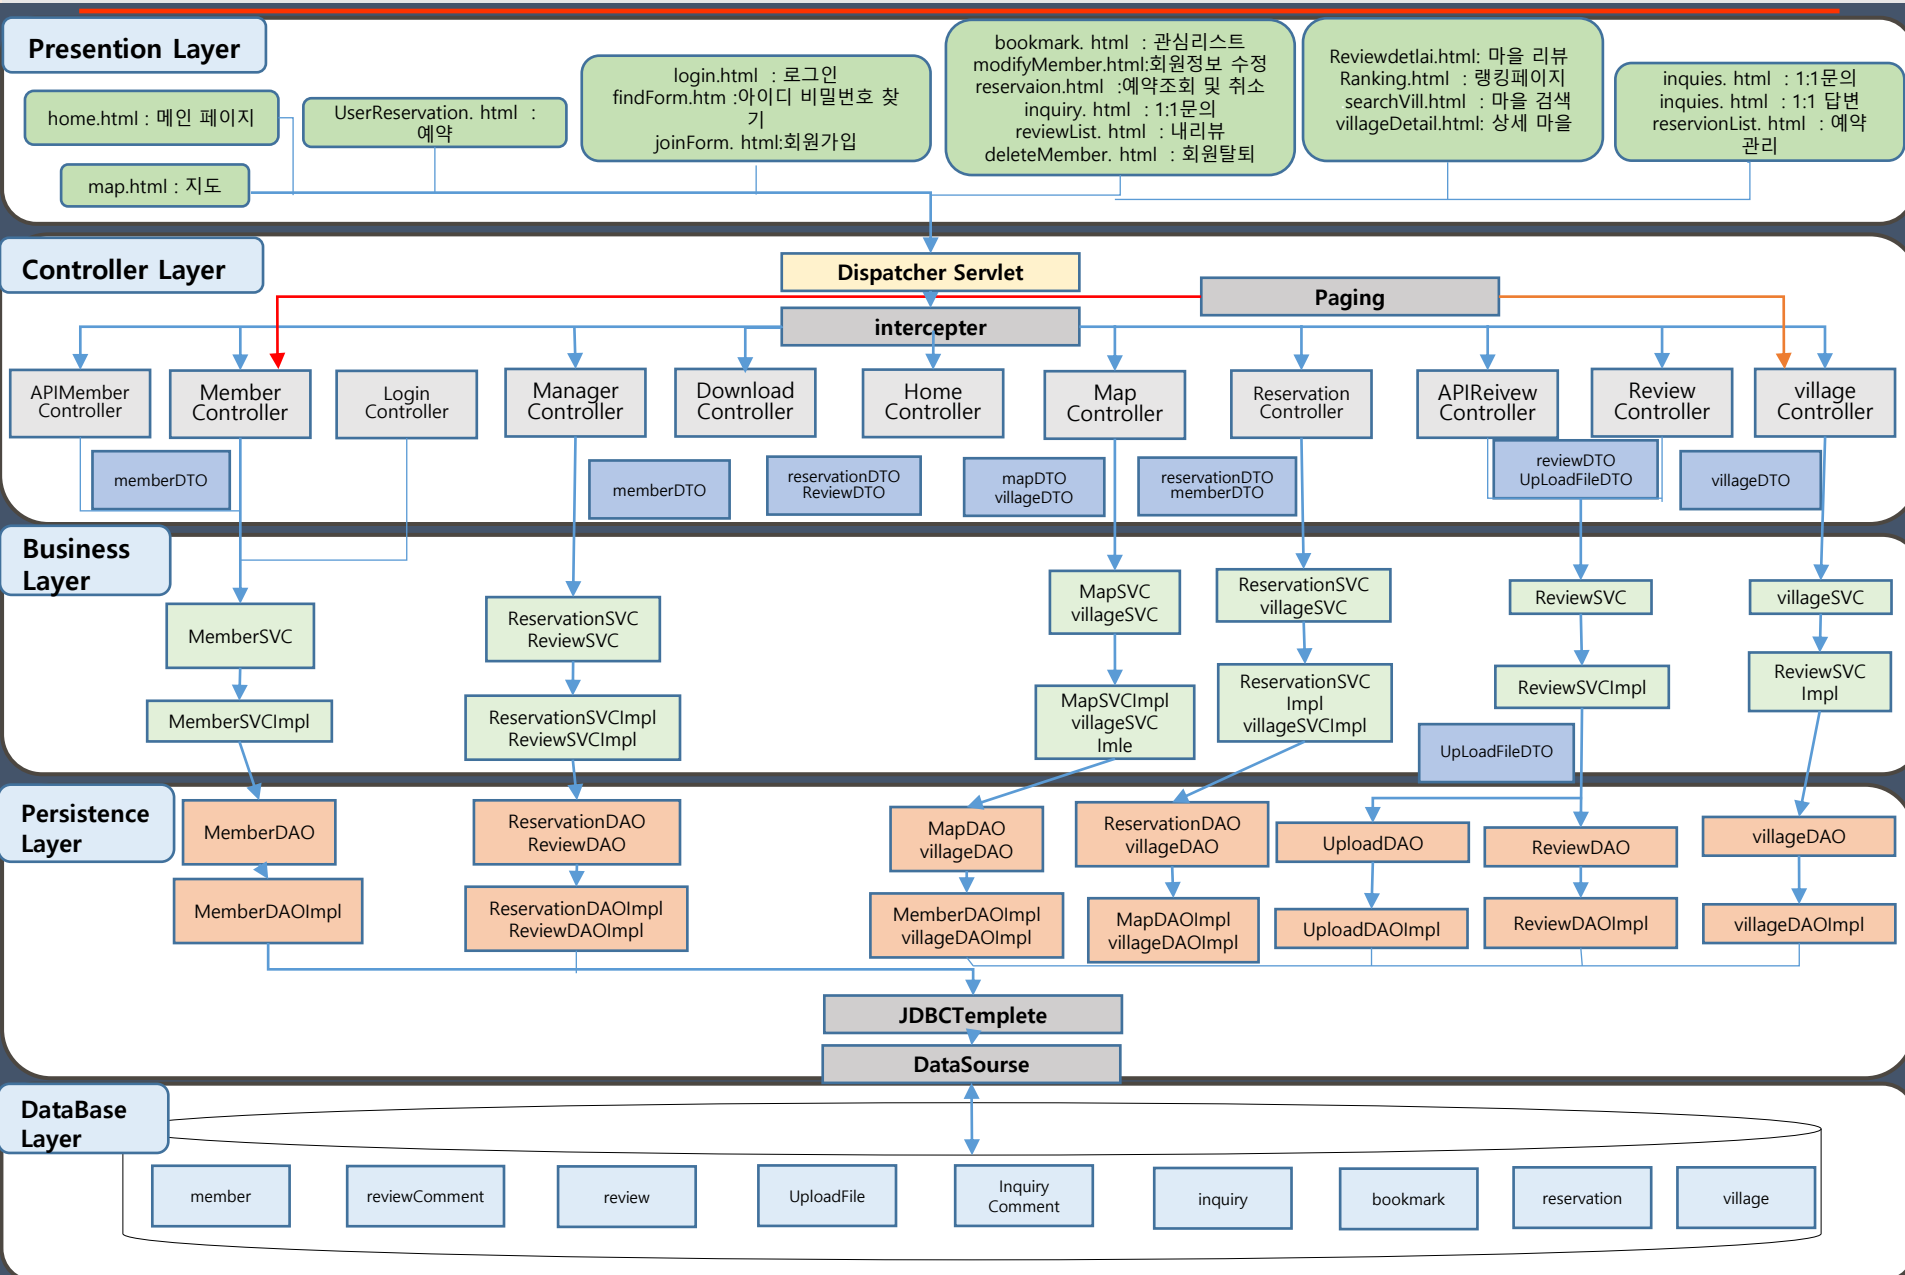 Presention Layer
home.html : 메인 페이지
map.html : 지도
UserReservation. html :
예약
login.html : 로그인
findForm.htm :아이디 비밀번호 찾
기
joinForm. html:회원가입
bookmark. html : 관심리스트
modifyMember.html:회원정보 수정
reservaion.html :예약조회 및 취소
inquiry. html : 1:1문의
reviewList. html : 내리뷰
deleteMember. html : 회원탈퇴
Reviewdetlai.html: 마을 리뷰
Ranking.html : 랭킹페이지
searchVill.html : 마을 검색
villageDetail.html: 상세 마을
inquies. html : 1:1문의
inquies. html : 1:1 답변
reservionList. html : 예약
관리
Controller Layer
Dispatcher Servlet
Paging
intercepter
APIMember
Controller
Member
Controller
Login
Controller
Manager
Controller
Download
Controller
Home
Controller
Map
Controller
Reservation
Controller
APIReivew
Controller
Review
Controller
village
Controller
memberDTO
memberDTO
reservationDTO
ReviewDTO
mapDTO
villageDTO
reservationDTO
memberDTO
reviewDTO
UpLoadFileDTO
villageDTO
Business
Layer
MemberSVC
ReservationSVC
ReviewSVC
MapSVC
villageSVC
ReservationSVC
villageSVC
ReviewSVC
villageSVC
MemberSVCImpl
ReservationSVCImpl
ReviewSVCImpl
MapSVCImpl
villageSVC
Imle
ReservationSVC
Impl
villageSVCImpl
ReviewSVCImpl
ReviewSVC
Impl
UpLoadFileDTO
Persistence
Layer
MemberDAO
ReservationDAO
ReviewDAO
MapDAO
villageDAO
ReservationDAO
villageDAO
UploadDAO
ReviewDAO
villageDAO
MemberDAOImpl
ReservationDAOImpl
ReviewDAOImpl
MemberDAOImpl
villageDAOImpl
MapDAOImpl
villageDAOImpl
UploadDAOImpl
ReviewDAOImpl
villageDAOImpl
JDBCTemplete
DataSourse
DataBase
Layer
member
reviewComment
review
UploadFile
Inquiry
Comment
inquiry
bookmark
reservation
village